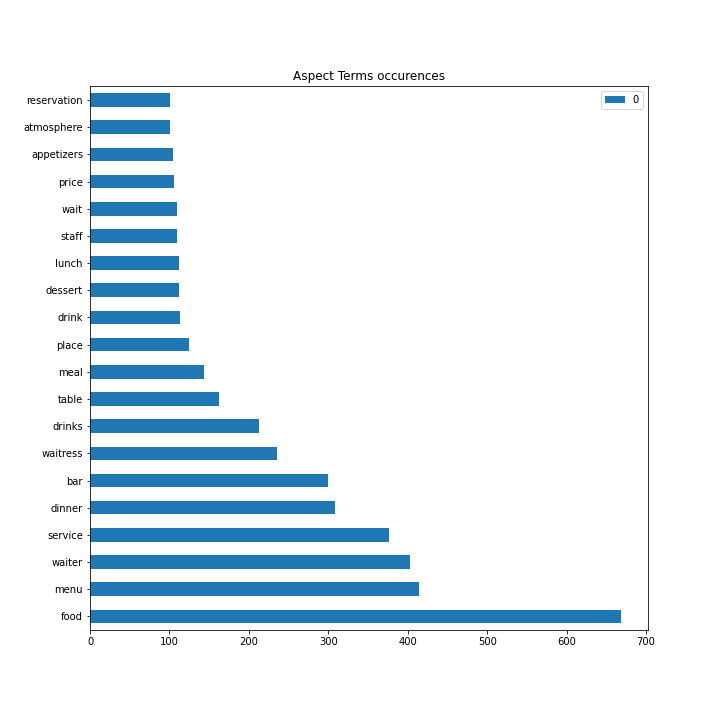 Aspect Terms occurences
0
reservation
atmosphere
appetizers
price
wait
staff
lunch
dessert
drink
place
meal
table
drinks
waitress
bar
dinner
service
waiter
menu
food
0 100 200 300 400 500 600 700